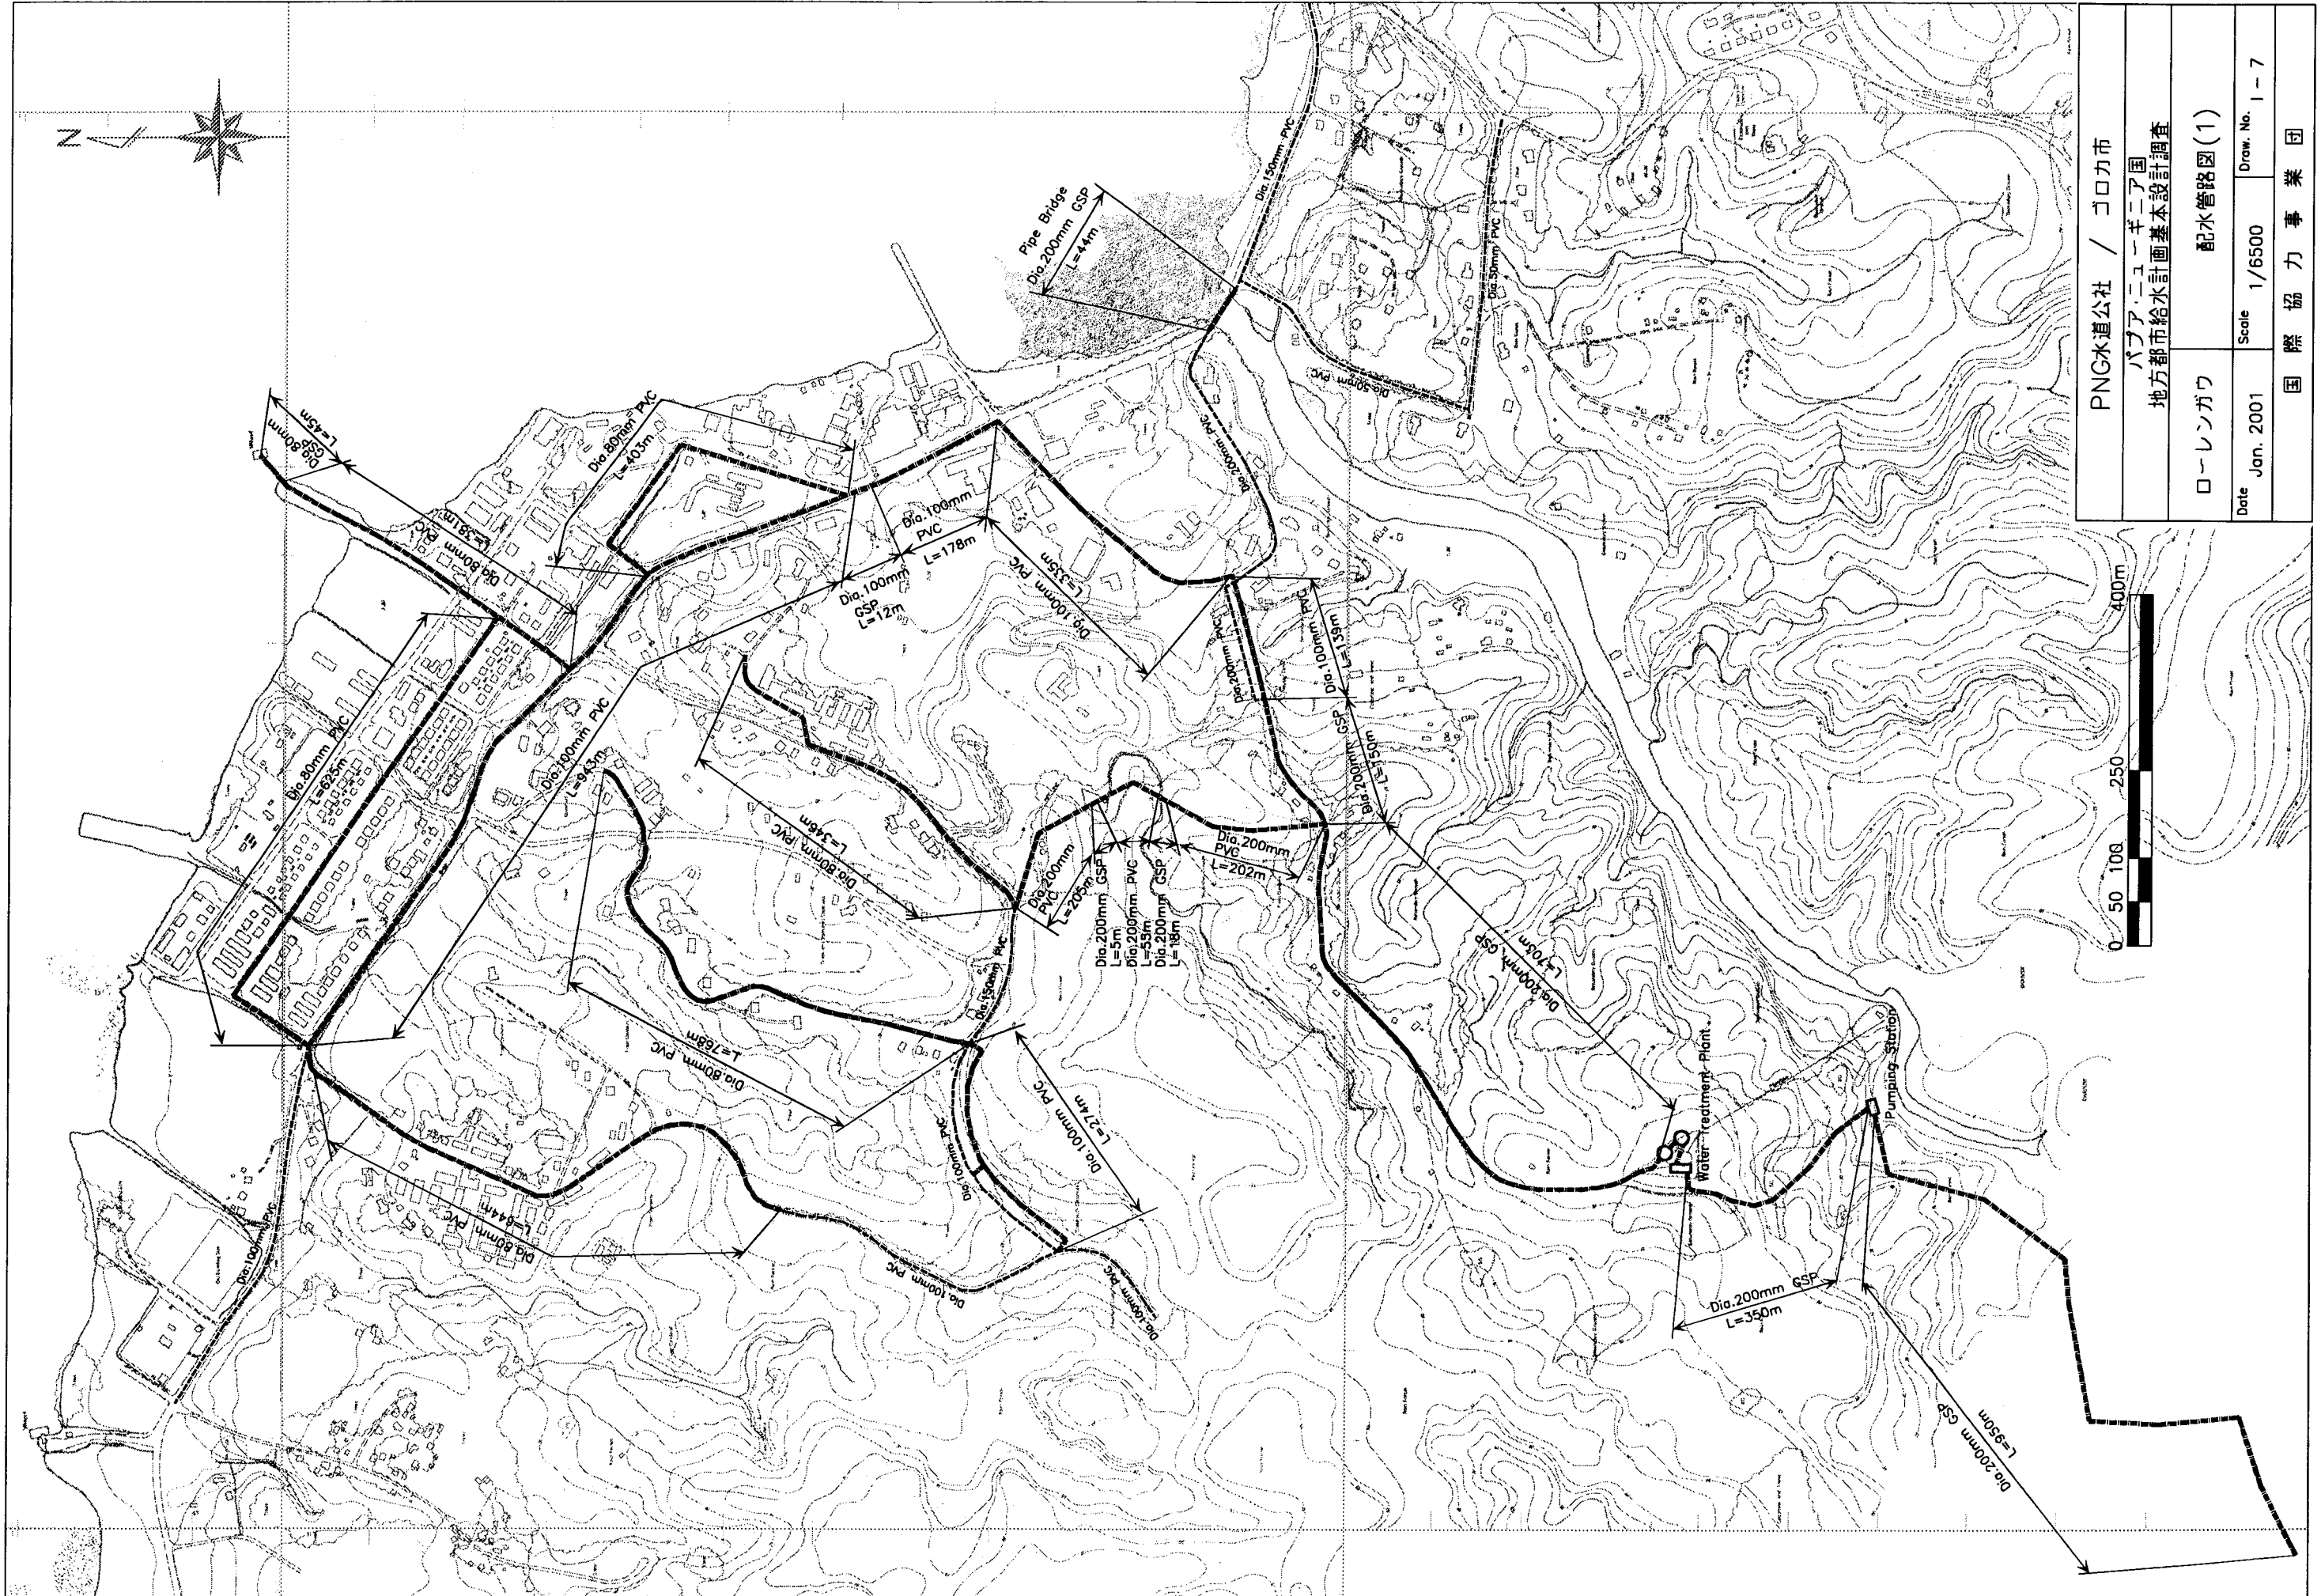 N
Pipe Bridge
Dia.200mm GSP
L=44m
Dia.150mm PVC
Dia.50mm PVC
Dia.50mm PVC
Dia.200mm PVC
Dia.80mm
GSP
L=45m
Dia.80mm PVC
L=381m
Dia.80mm PVC
L=403m
Dia.100mm
PVC
L=178m
Dia.100mm
GSP
L=12m
Dia.100mm PVC
L=335m
Dia.80mm PVC
L=625m
Dia.100mm PVC
L=943m
Dia.200mm PVC
Dia.100mm PVC
L=139m
Dia.200mm GSP
L=150m
Dia.80mm PVC
L=348m
Dia.200mm
PVC
L=205m
Dia.200mm GSP
L=5m
Dia.200mm PVC
L=55m
Dia.200mm GSP
L=18m
Dia.200mm
PVC
L=202m
Dia.150mm PVC
Dia.80mm PVC
L=768m
Dia.100mm PVC
L=274m
Dia.100mm PVC
Dia.200mm GSP
L=703m
Dia.80mm PVC
L=644m
Dia.100mm PVC
Dia.100mm PVC
Dia.100mm PVC
Water Treatment Plant
Pumping Station
Dia.200mm GSP
L=350m
Dia.200mm GSP
L=950m
0 50 100 250 400m
PNG水道公社 / ゴロカ市
パプア・ニューギニア国
地方都市給水計画基本設計調査
ローレンガウ 配水管路図(1)
Date Jan. 2001 Scale 1/6500 Draw. No. 1-7
国際協力事業団